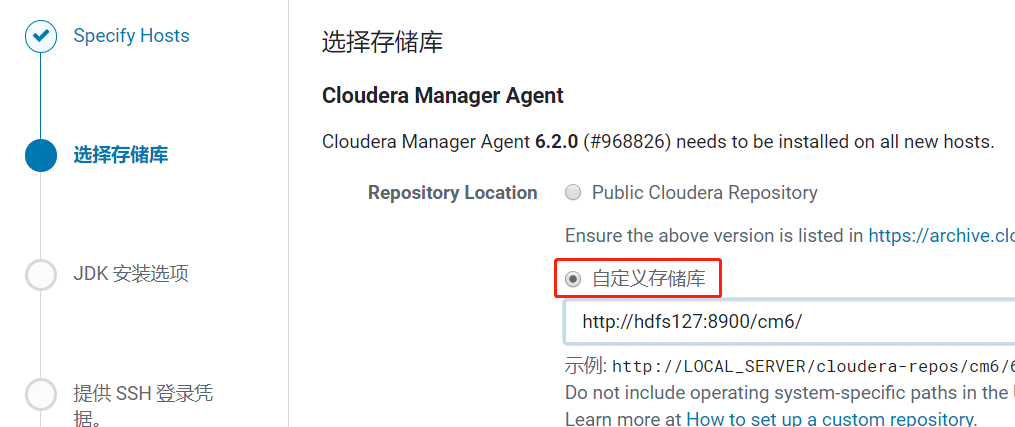 Specify Hosts
选择存储库
JDK 安装选项
提供 SSH 登录凭
据。
选择存储库
Cloudera Manager Agent
Cloudera Manager Agent 6.2.0 (#968826) needs to be installed on all new hosts.
Repository Location
Public Cloudera Repository
Ensure the above version is listed in https://archive.clo
自定义存储库
http://hdfs127:8900/cm6/
示例: http://LOCAL_SERVER/cloudera-repos/cm6/6
Do not include operating system-specific paths in the
Learn more at How to set up a custom repository.